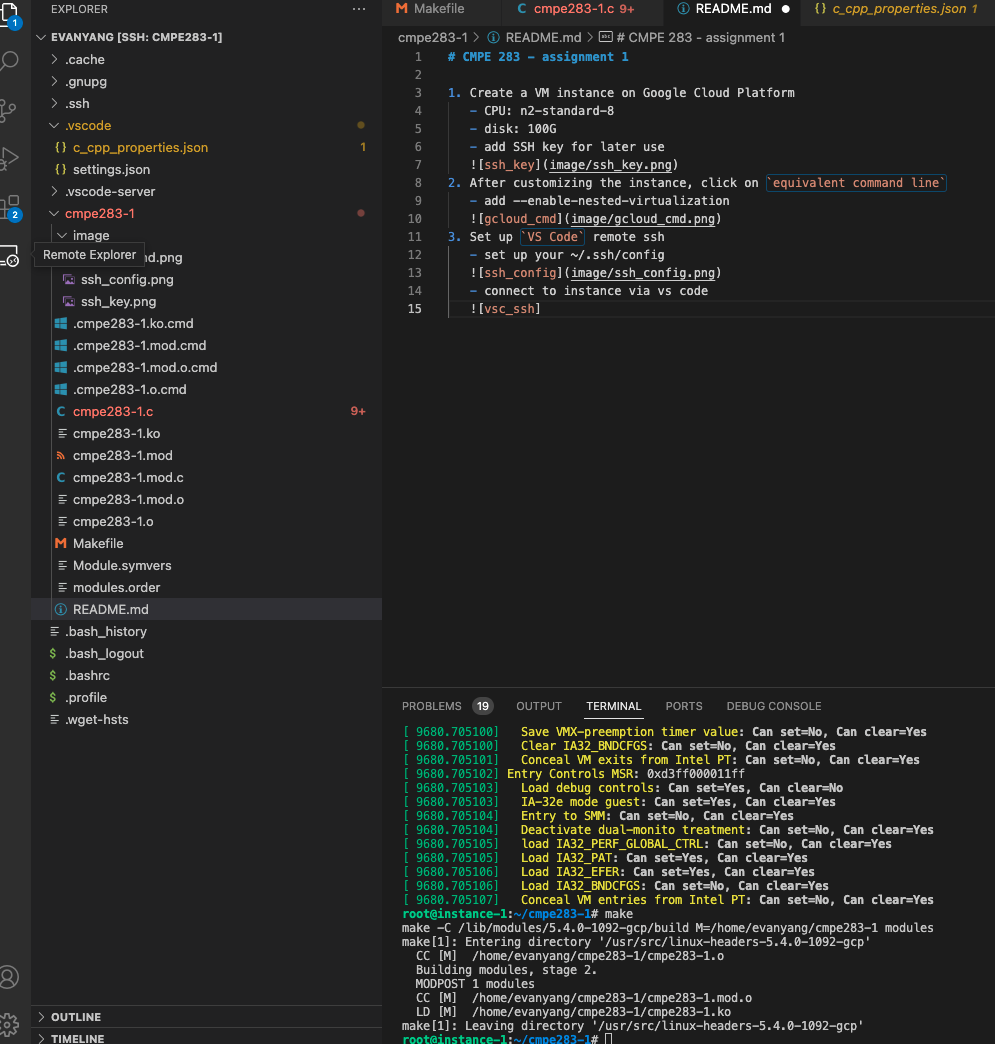 EXPLORER
EVANYANG [SSH: CMPE283-1]
.cache
.gnupg
.ssh
.vscode
c_cpp_properties.json 1
settings.json
.vscode-server
cmpe283-1
image
Remote Explorer
nd.png
ssh_config.png
ssh_key.png
.cmpe283-1.ko.cmd
.cmpe283-1.mod.cmd
.cmpe283-1.mod.o.cmd
.cmpe283-1.o.cmd
cmpe283-1.c 9+
cmpe283-1.ko
cmpe283-1.mod
cmpe283-1.mod.c
cmpe283-1.mod.o
cmpe283-1.o
Makefile
Module.symvers
modules.order
README.md
.bash_history
.bash_logout
.bashrc
.profile
.wget-hsts
OUTLINE
TIMELINE
1
2
Makefile cmpe283-1.c 9+ README.md c_cpp_properties.json 1
cmpe283-1 > README.md > # CMPE 283 - assignment 1
1 # CMPE 283 - assignment 1
2
3 1. Create a VM instance on Google Cloud Platform
4 - CPU: n2-standard-8
5 - disk: 100G
6 - add SSH key for later use
7 ![ssh_key](image/ssh_key.png)
8 2. After customizing the instance, click on `equivalent command line`
9 - add --enable-nested-virtualization
10 ![gcloud_cmd](image/gcloud_cmd.png)
11 3. Set up `VS Code` remote ssh
12 - set up your ~/.ssh/config
13 ![ssh_config](image/ssh_config.png)
14 - connect to instance via vs code
15 ![vsc_ssh]
PROBLEMS 19 OUTPUT TERMINAL PORTS DEBUG CONSOLE
[ 9680.705100] Save VMX-preemption timer value: Can set=No, Can clear=Yes
[ 9680.705100] Clear IA32_BNDCFGS: Can set=No, Can clear=Yes
[ 9680.705101] Conceal VM exits from Intel PT: Can set=No, Can clear=Yes
[ 9680.705102] Entry Controls MSR: 0xd3ff000011ff
[ 9680.705103] Load debug controls: Can set=Yes, Can clear=No
[ 9680.705103] IA-32e mode guest: Can set=Yes, Can clear=Yes
[ 9680.705104] Entry to SMM: Can set=No, Can clear=Yes
[ 9680.705104] Deactivate dual-monito treatment: Can set=No, Can clear=Yes
[ 9680.705105] load IA32_PERF_GLOBAL_CTRL: Can set=No, Can clear=Yes
[ 9680.705105] Load IA32_PAT: Can set=Yes, Can clear=Yes
[ 9680.705106] Load IA32_EFER: Can set=Yes, Can clear=Yes
[ 9680.705106] Load IA32_BNDCFGS: Can set=No, Can clear=Yes
[ 9680.705107] Conceal VM entries from Intel PT: Can set=No, Can clear=Yes
root@instance-1:~/cmpe283-1# make
make -C /lib/modules/5.4.0-1092-gcp/build M=/home/evanyang/cmpe283-1 modules
make[1]: Entering directory '/usr/src/linux-headers-5.4.0-1092-gcp'
CC [M] /home/evanyang/cmpe283-1/cmpe283-1.o
Building modules, stage 2.
MODPOST 1 modules
CC [M] /home/evanyang/cmpe283-1/cmpe283-1.mod.o
LD [M] /home/evanyang/cmpe283-1/cmpe283-1.ko
make[1]: Leaving directory '/usr/src/linux-headers-5.4.0-1092-gcp'
root@instance-1:~/cmpe283-1#